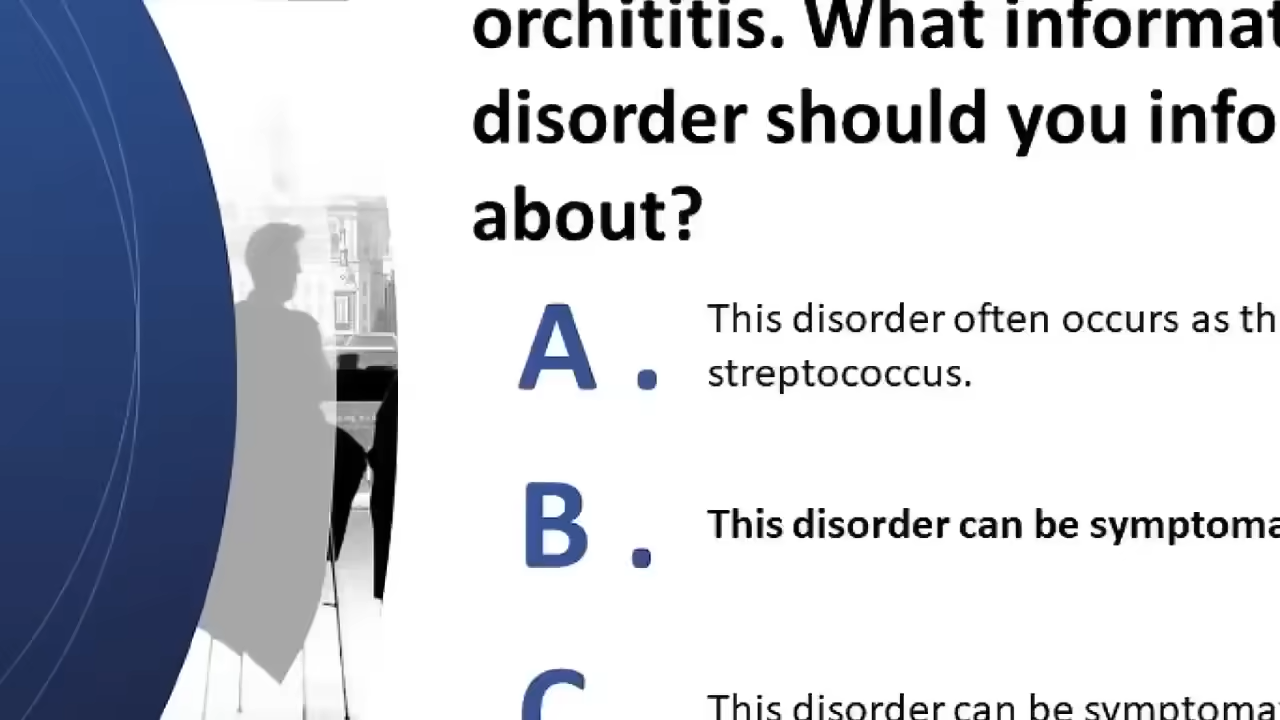 orchititis. What informat
disorder should you info
about?
A. This disorder often occurs as th
streptococcus.
B. This disorder can be symptoma
C This disorder can be symptomat